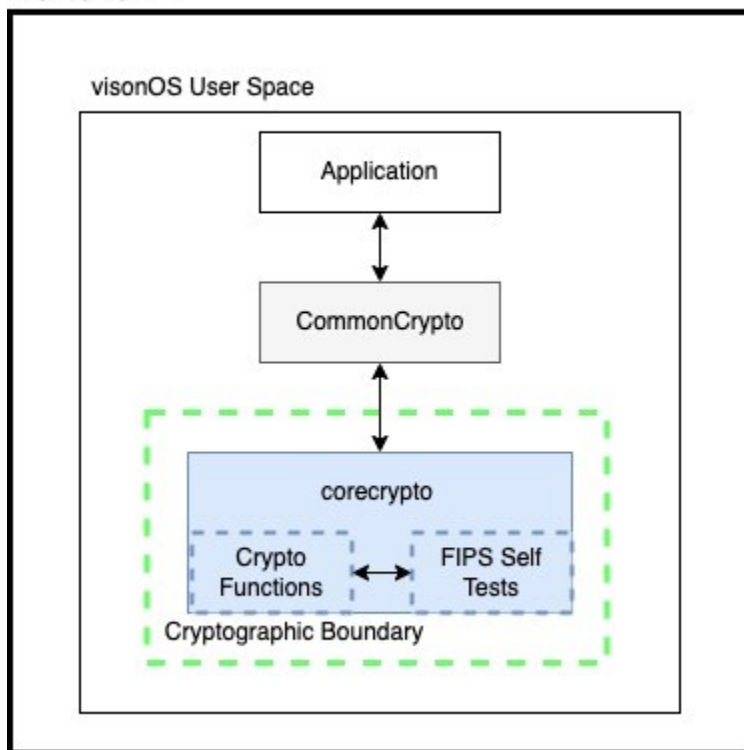 visonOS User Space
Application
CommonCrypto
corecrypto
Crypto
Functions
FIPS Self
Tests
Cryptographic Boundary